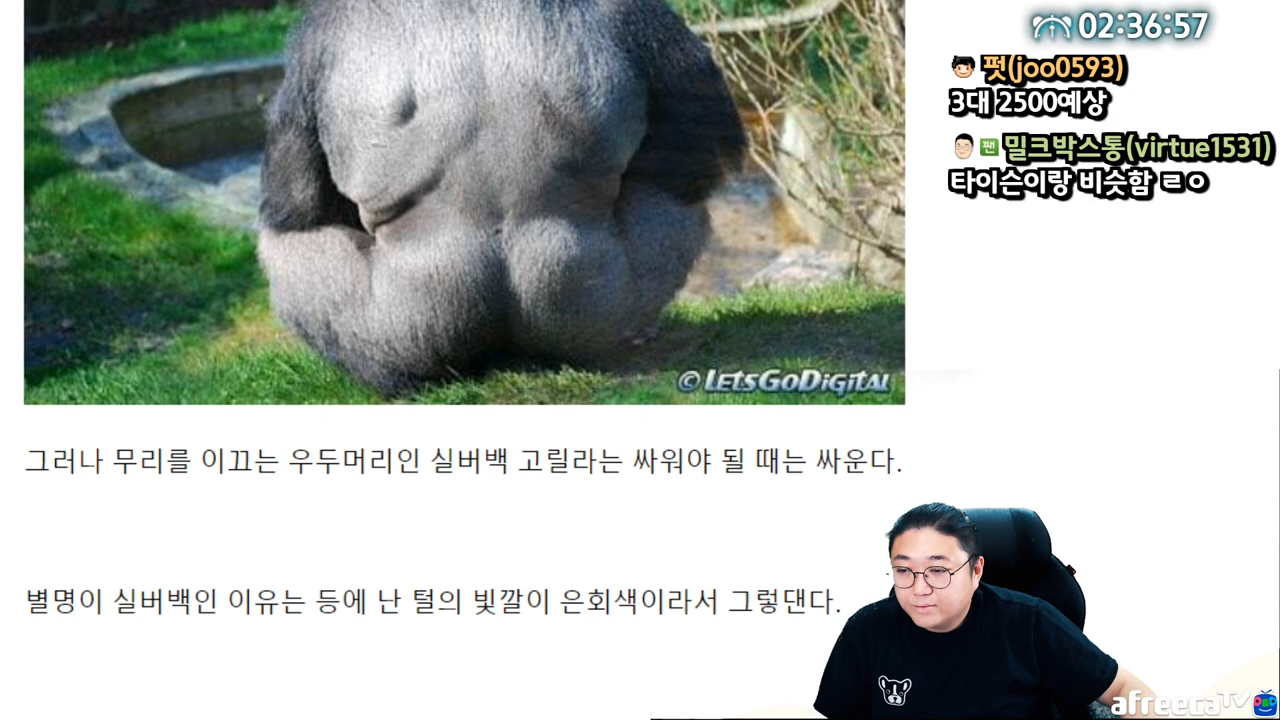 02:36:57
펏(joo0593)
3대 2500예상
팬 밀크박스통(virtue1531)
타이슨이랑 비슷함 ㄹㅇ
© LETSGODIGITAL
그러나 무리를 이끄는 우두머리인 실버백 고릴라는 싸워야 될 때는 싸운다.
별명이 실버백인 이유는 등에 난 털의 빛깔이 은회색이라서 그렇댄다.
afreecaTV